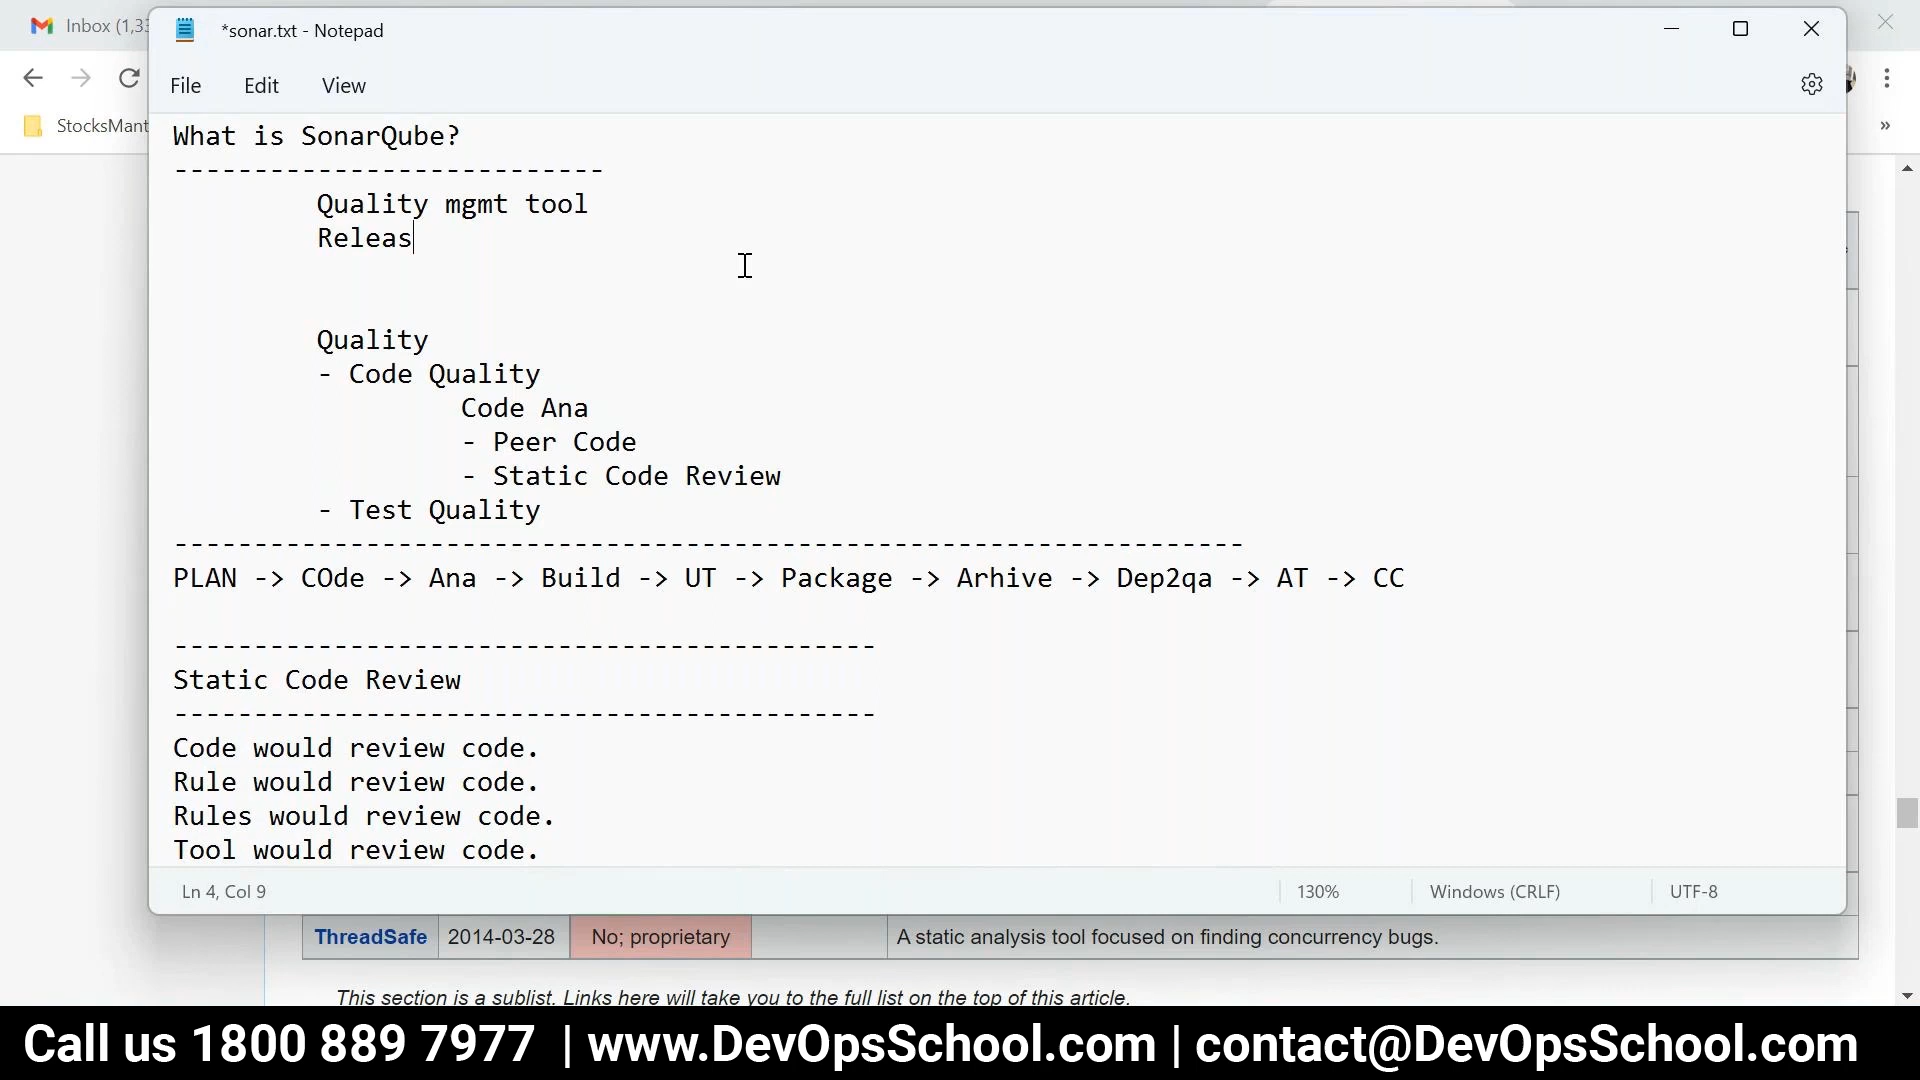 Inbox (1,33
*sonar.txt - Notepad
File Edit View
StocksMant
»
What is SonarQube?
---------------------------
Quality mgmt tool
Releas
Quality
- Code Quality
Code Ana
- Peer Code
- Static Code Review
- Test Quality
-------------------------------------------------------------------
PLAN -> COde -> Ana -> Build -> UT -> Package -> Arhive -> Dep2qa -> AT -> CC
--------------------------------------------
Static Code Review
--------------------------------------------
Code would review code.
Rule would review code.
Rules would review code.
Tool would review code.
Ln 4, Col 9 130% Windows (CRLF) UTF-8
ThreadSafe 2014-03-28 No; proprietary A static analysis tool focused on finding concurrency bugs.
This section is a sublist. Links here will take you to the full list on the top of this article.
Call us 1800 889 7977 | www.DevOpsSchool.com | contact@DevOpsSchool.com